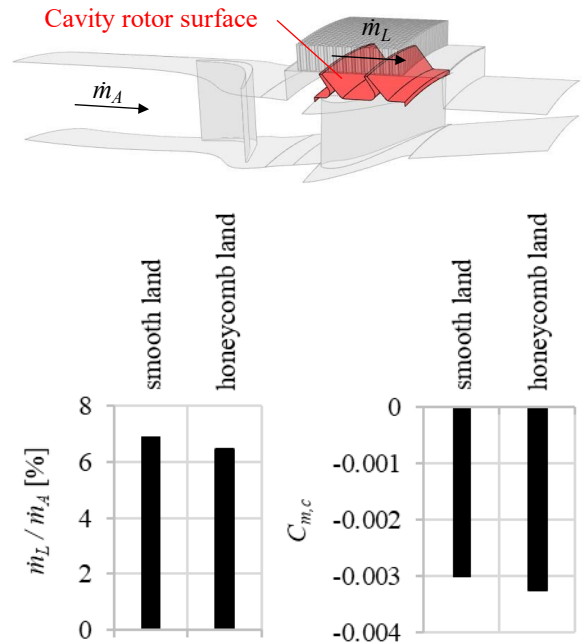 Cavity rotor surface
ṁL
ṁA
smooth land
honeycomb land
ṁL / ṁA [%]
8
6
4
2
0
smooth land
honeycomb land
Cm,c
0
-0.001
-0.002
-0.003
-0.004